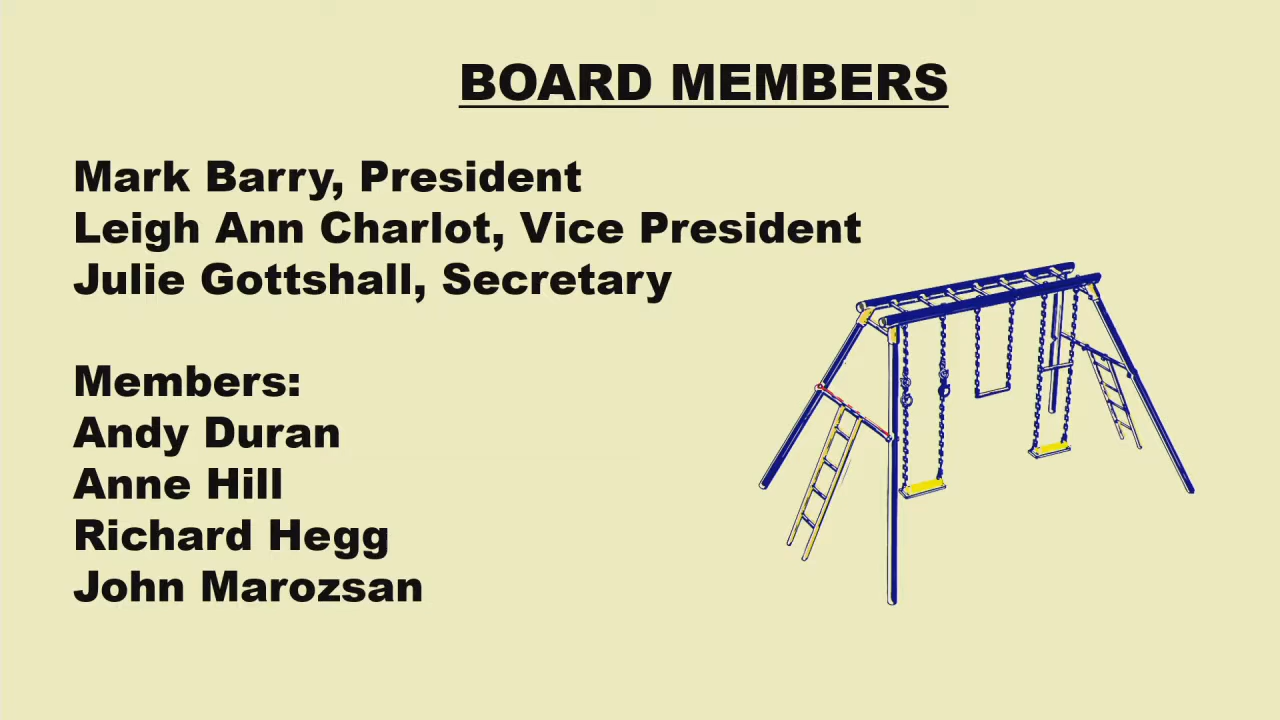 BOARD MEMBERS
Mark Barry, President
Leigh Ann Charlot, Vice President
Julie Gottshall, Secretary
Members:
Andy Duran
Anne Hill
Richard Hegg
John Marozsan